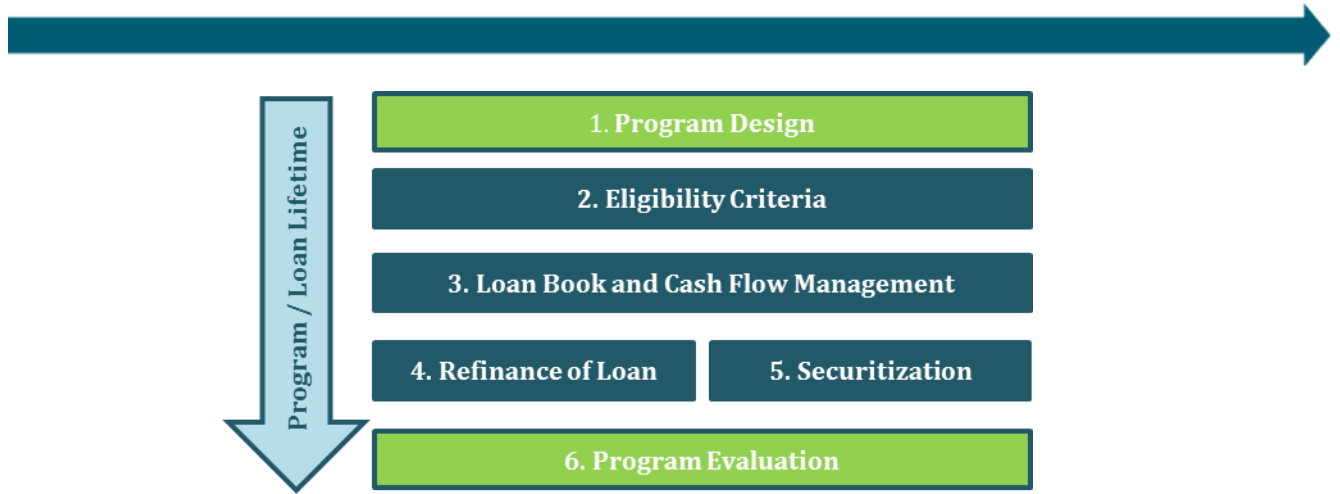 Program / Loan Lifetime
1. Program Design
2. Eligibility Criteria
3. Loan Book and Cash Flow Management
4. Refinance of Loan
5. Securitization
6. Program Evaluation